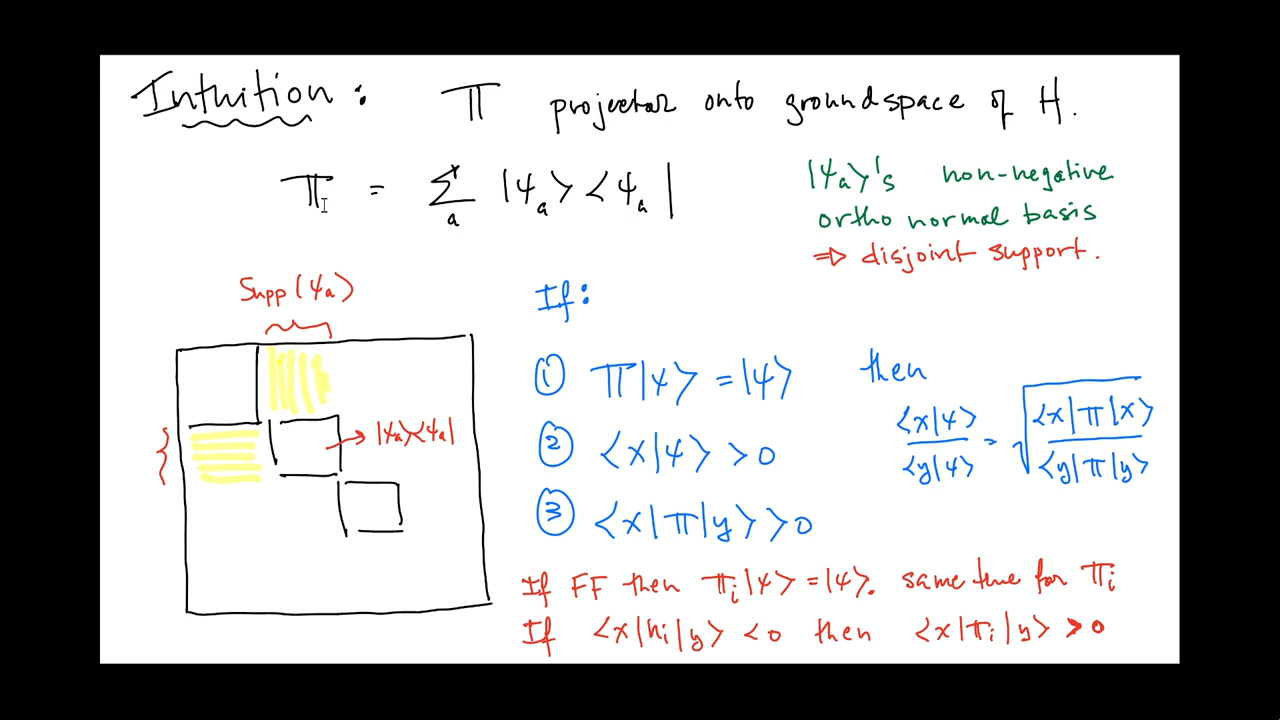 Intuition: Π projector onto groundspace of H.
Π = Σ_a |ψ_a> <ψ_a|
|ψ_a>'s non-negative
ortho normal basis
⇒ disjoint support.
Supp(ψ_a)
|ψ_a><ψ_a|
If:
① Π|ψ> = |ψ>
② <x|ψ> > 0
③ <x|Π|y> > 0
then
<x|ψ> / <y|ψ> = √(<x|Π|x> / <y|Π|y>)
If FF then Π_i|ψ> = |ψ>. same true for Π_i
If <x|h_i|y> < 0 then <x|Π_i|y> > 0